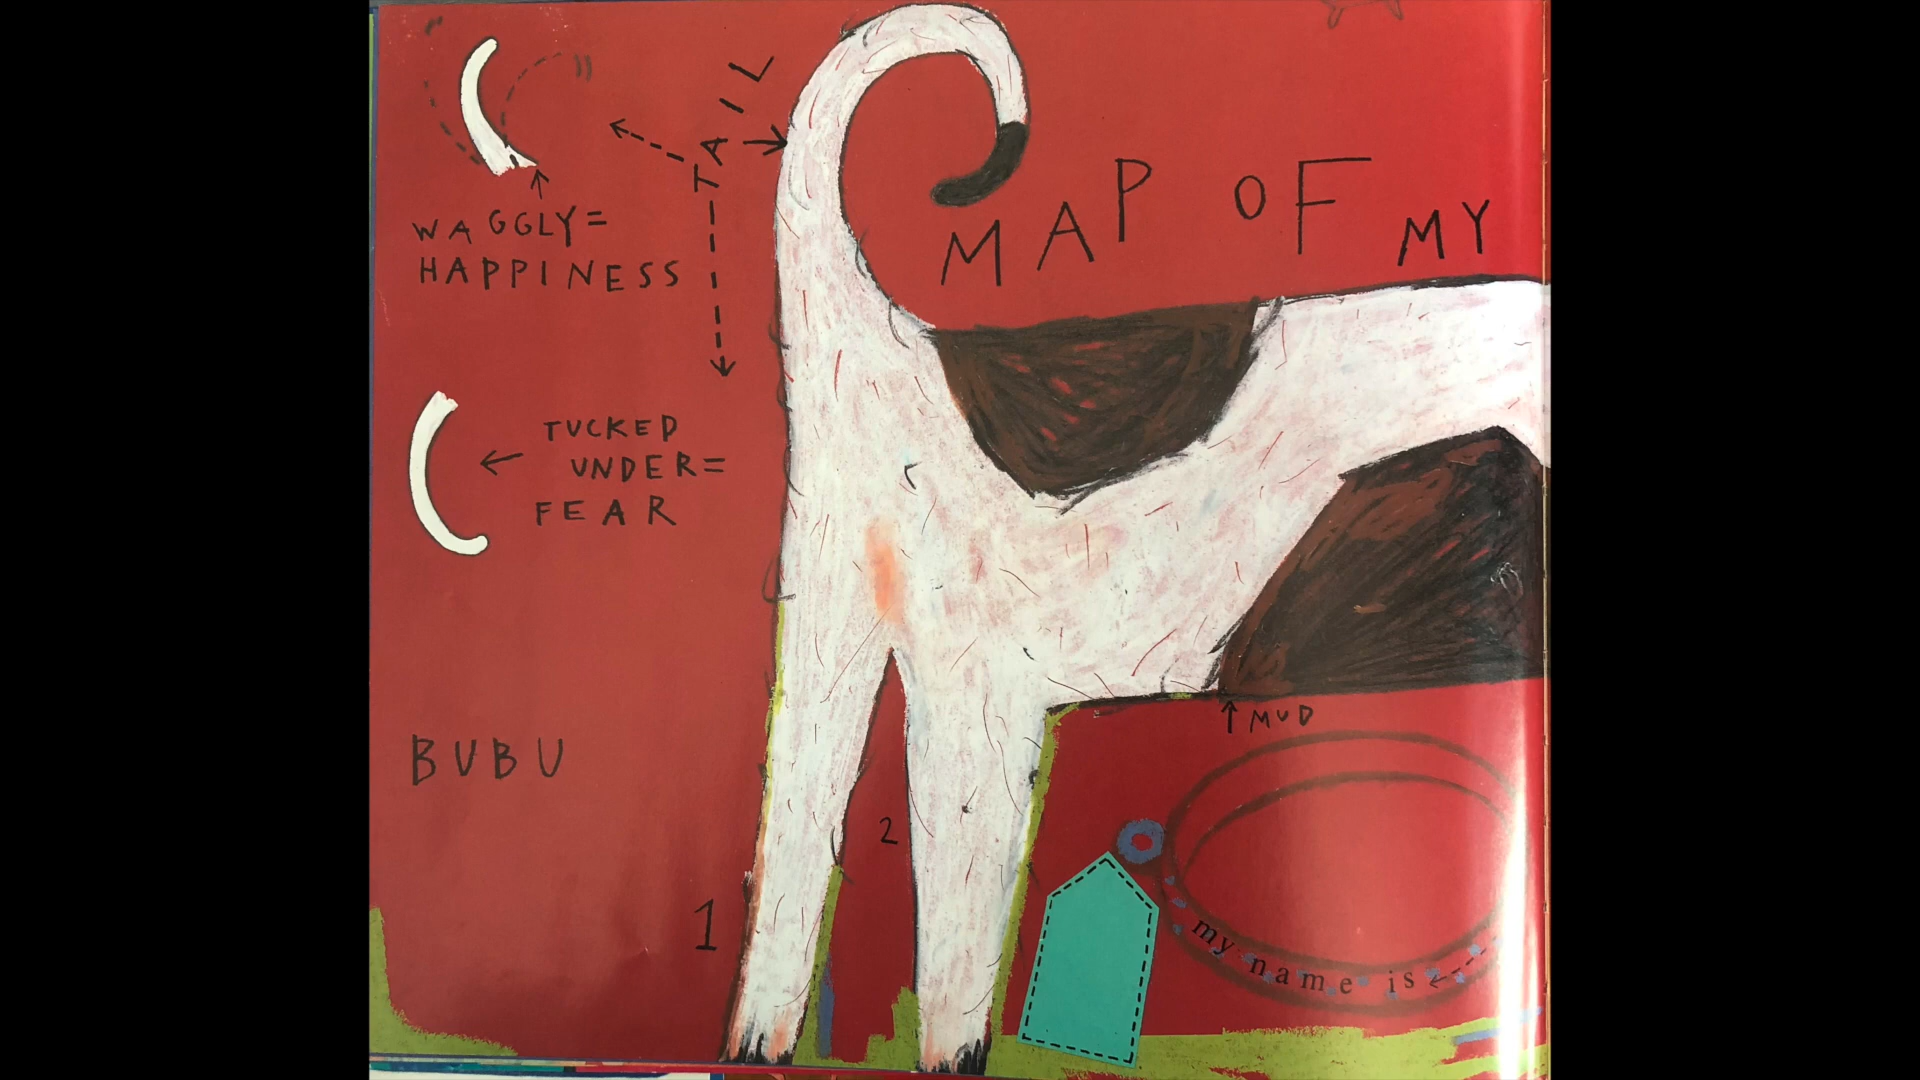 TAIL
WAGGLY=
HAPPINESS
MAP OF MY
TUCKED
UNDER=
FEAR
MUD
BUBU
2
1
my name is